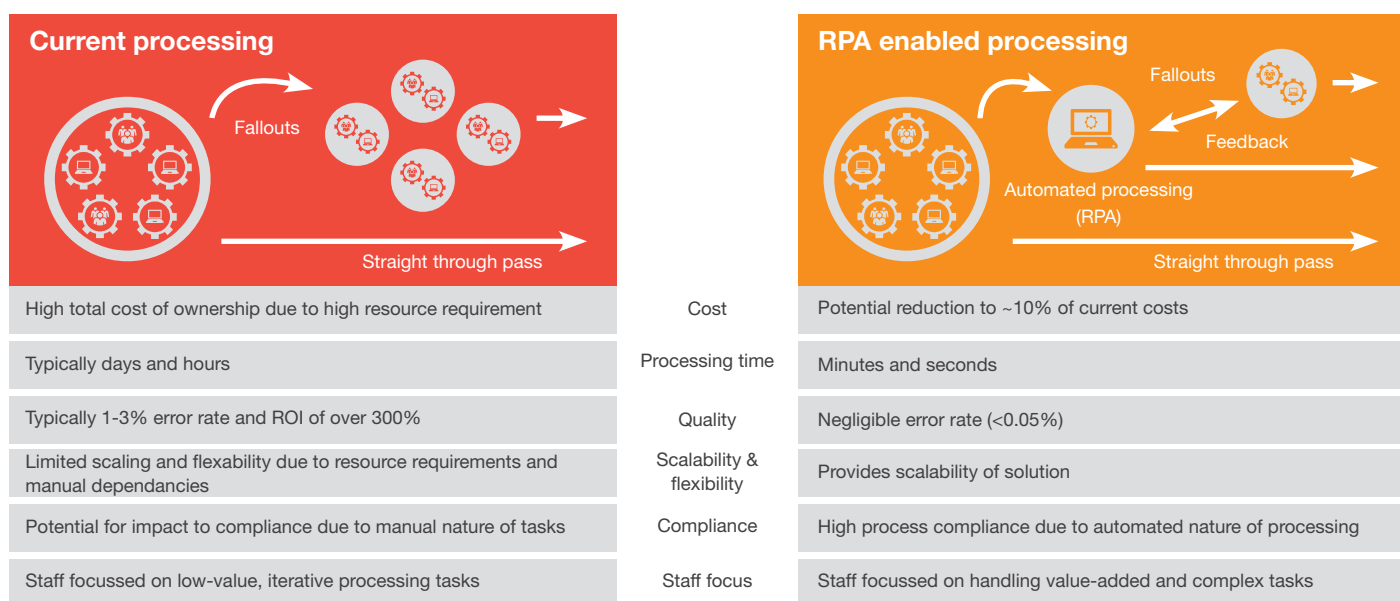 Current processing
Fallouts
Straight through pass
RPA enabled processing
Fallouts
Feedback
Automated processing
(RPA)
Straight through pass
High total cost of ownership due to high resource requirement
Cost
Potential reduction to ~10% of current costs
Typically days and hours
Processing time
Minutes and seconds
Typically 1-3% error rate and ROI of over 300%
Quality
Negligible error rate (<0.05%)
Limited scaling and flexability due to resource requirements and
manual dependancies
Scalability &
flexibility
Provides scalability of solution
Potential for impact to compliance due to manual nature of tasks
Compliance
High process compliance due to automated nature of processing
Staff focussed on low-value, iterative processing tasks
Staff focus
Staff focussed on handling value-added and complex tasks